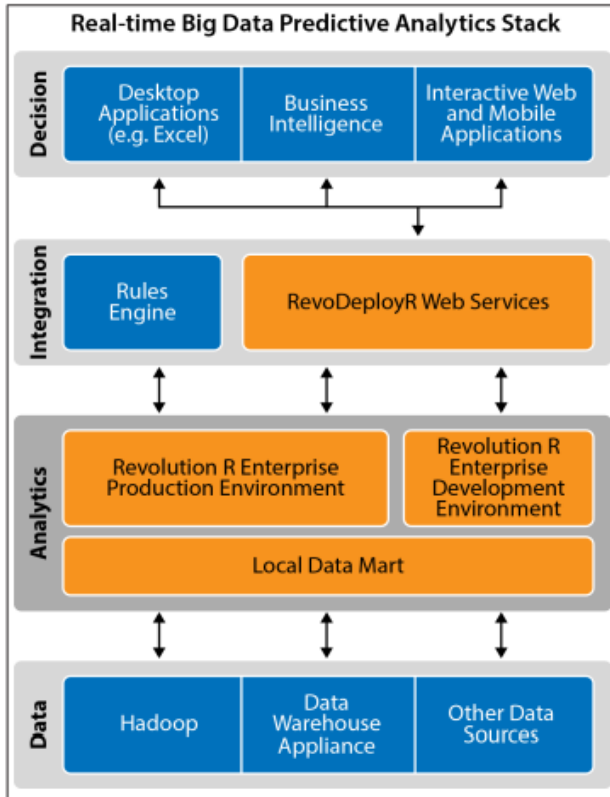 Real-time Big Data Predictive Analytics Stack
Decision
Desktop
Applications
(e.g. Excel)
Business
Intelligence
Interactive Web
and Mobile
Applications
Integration
Rules
Engine
RevoDeployR Web Services
Analytics
Revolution R Enterprise
Production Environment
Revolution R
Enterprise
Development
Environment
Local Data Mart
Data
Hadoop
Data
Warehouse
Appliance
Other Data
Sources